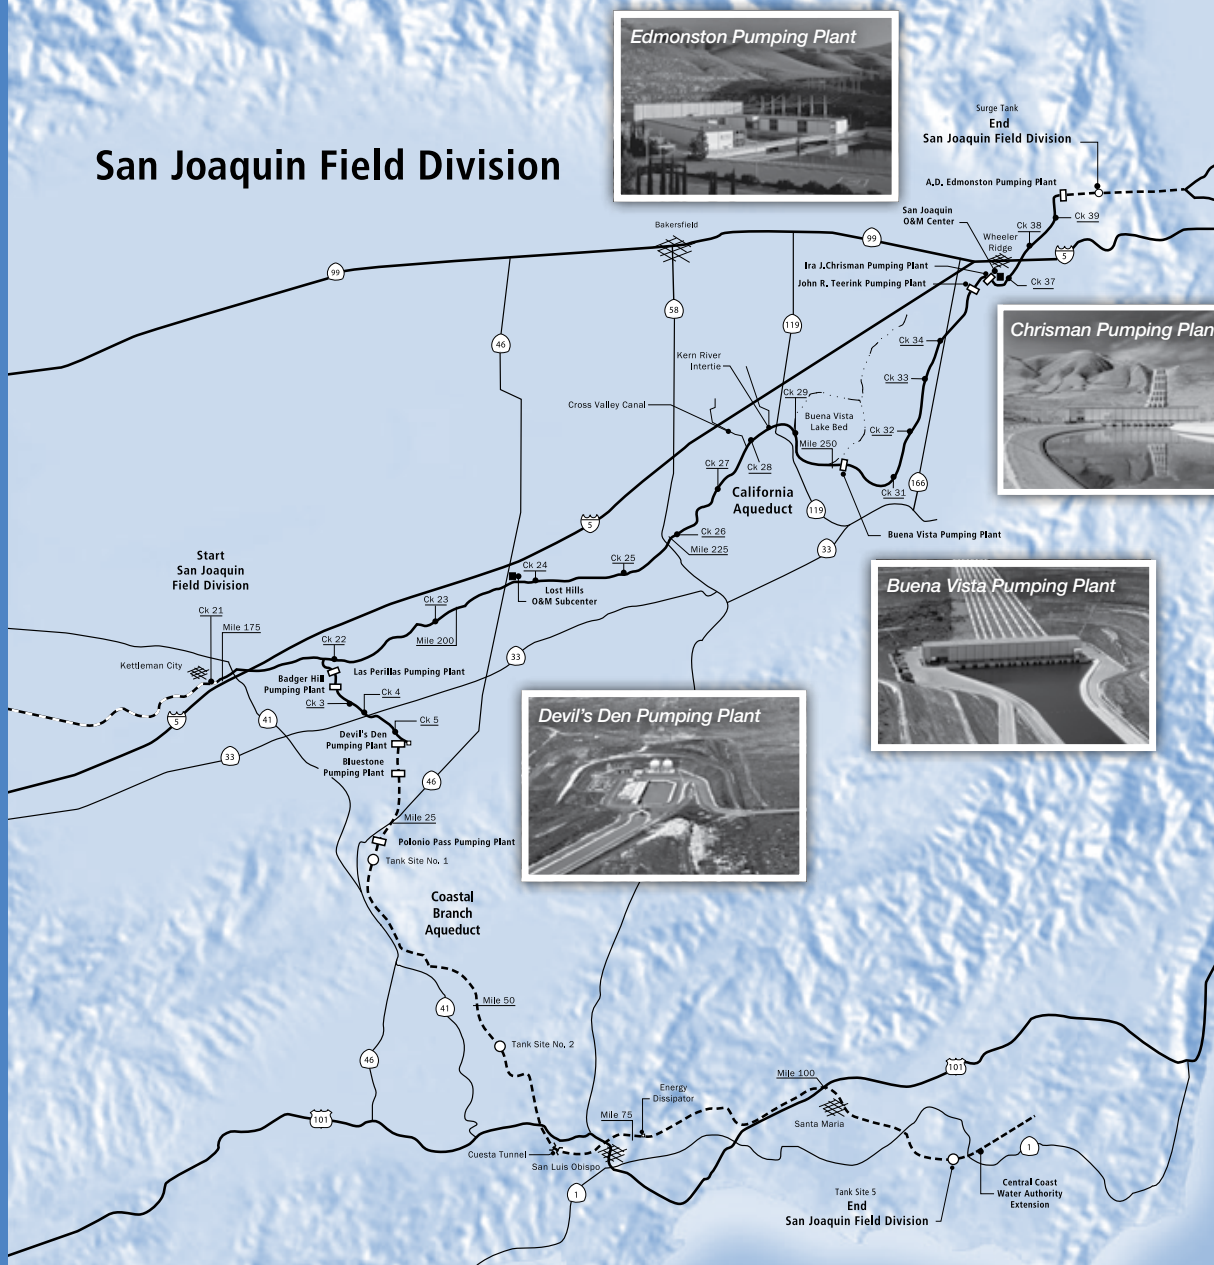 Edmonston Pumping Plant
San Joaquin Field Division
Surge Tank
End
San Joaquin Field Division
A.D. Edmonston Pumping Plant
San Joaquin
O&M Center
Ck 39
Ck 38
Wheeler
Ridge
5
Bakersfield
99
99
Ira J.Chrisman Pumping Plant
John R. Teerink Pumping Plant
Ck 37
58
119
46
Chrisman Pumping Plan
Ck 34
Kern River
Intertie
Ck 33
Ck 29
Cross Valley Canal
Buena Vista
Lake Bed
Ck 32
Mile 250
Ck 28
Ck 27
Ck 31
166
California
Aqueduct
119
5
Ck 26
Buena Vista Pumping Plant
Mile 225
33
Start
San Joaquin
Field Division
Ck 25
Ck 24
Lost Hills
O&M Subcenter
Buena Vista Pumping Plant
Ck 21
Ck 23
Mile 175
Mile 200
Ck 22
33
Kettleman City
Las Perillas Pumping Plant
Badger Hill
Pumping Plant
Ck 4
Ck 3
5
41
Ck 5
Devil's Den Pumping Plant
Devil's Den
Pumping Plant
33
Bluestone
Pumping Plant
46
Mile 25
Polonio Pass Pumping Plant
Tank Site No. 1
Coastal
Branch
Aqueduct
Mile 50
41
Tank Site No. 2
46
101
Mile 100
Energy
Dissipator
Mile 75
101
Santa Maria
Cuesta Tunnel
San Luis Obispo
1
1
Central Coast
Water Authority
Extension
Tank Site 5
End
San Joaquin Field Division